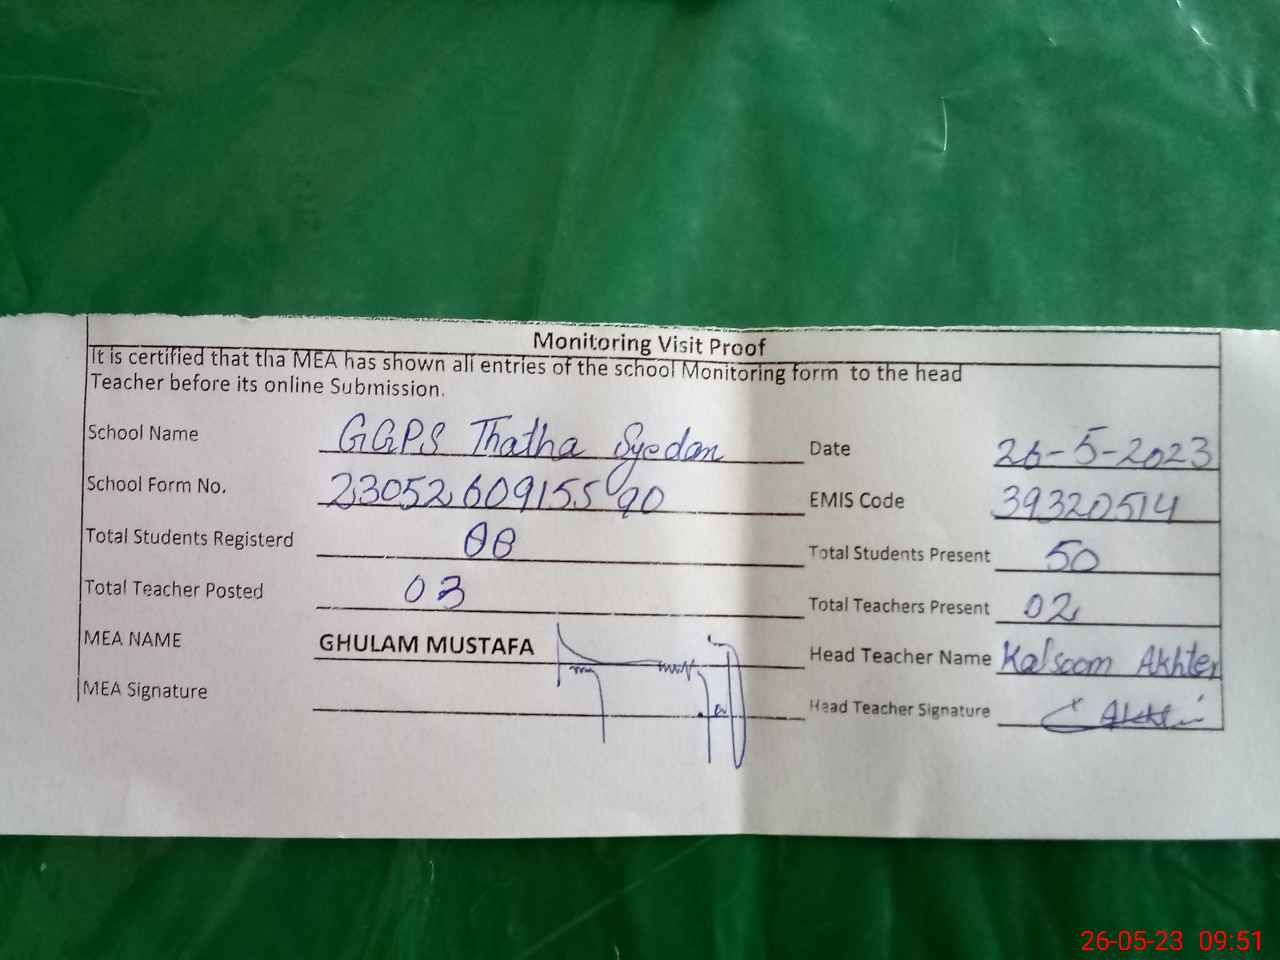 Monitoring Visit Proof
It is certified that tha MEA has shown all entries of the school Monitoring form to the head
Teacher before its online Submission.
School Name GGPS Thatha Syedan Date 26-5-2023
School Form No. 2305260915590 EMIS Code 39320514
Total Students Registerd 88 Total Students Present 50
Total Teacher Posted 03 Total Teachers Present 02
MEA NAME GHULAM MUSTAFA Head Teacher Name Kalsoom Akhter
MEA Signature Head Teacher Signature
26-05-23 09:51